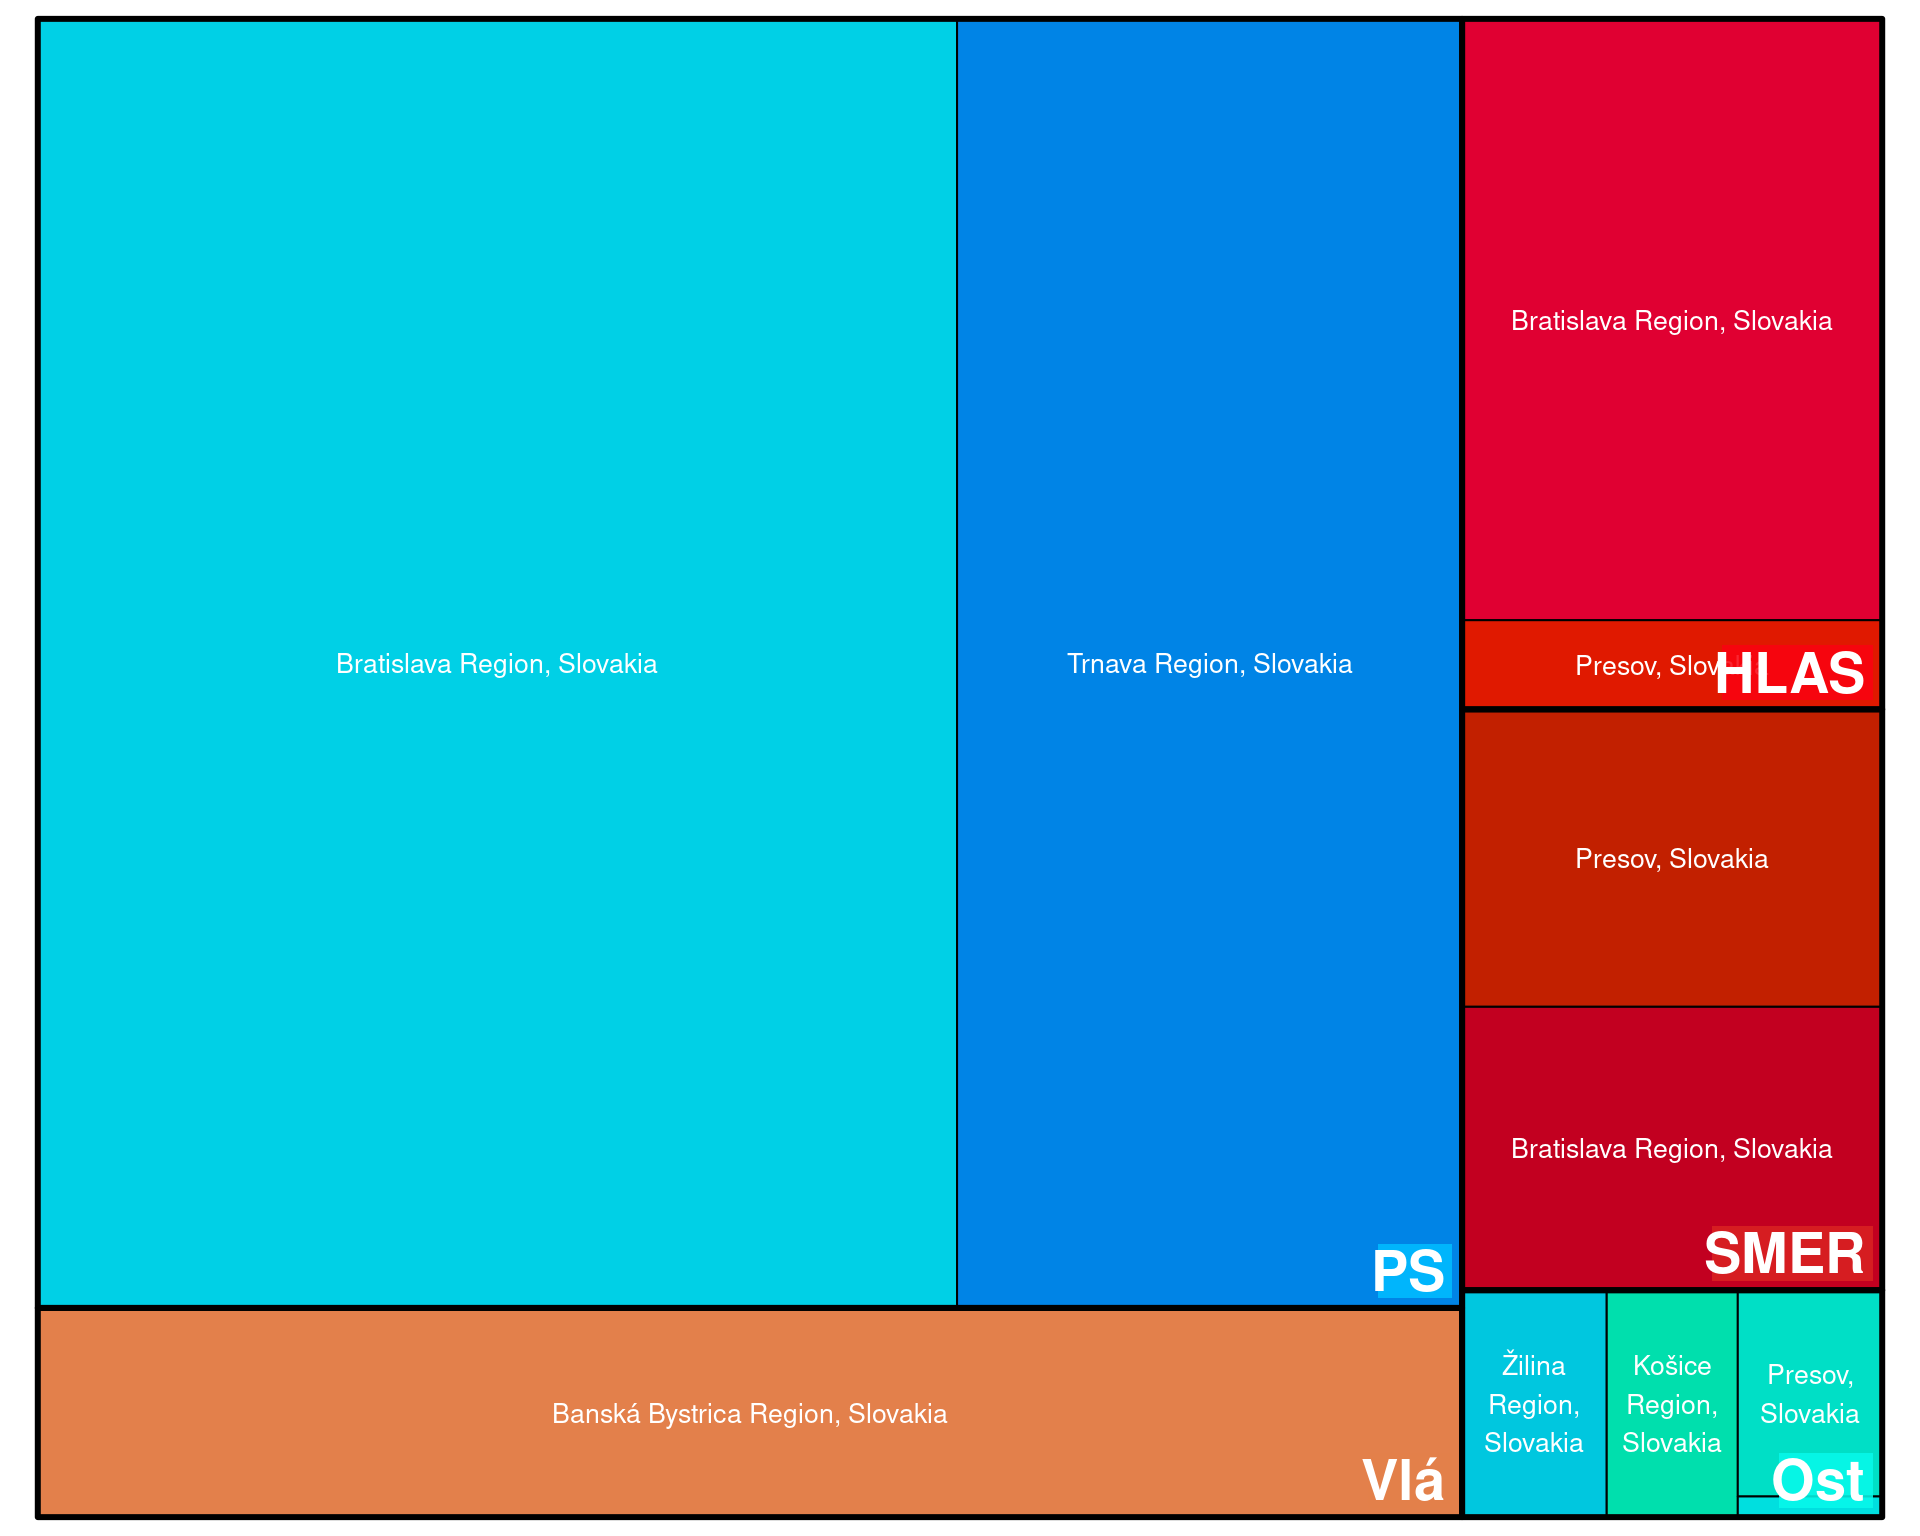 Bratislava Region, Slovakia
Trnava Region, Slovakia
PS
Banská Bystrica Region, Slovakia
Vlá
Bratislava Region, Slovakia
Presov, Slov
HLAS
Presov, Slovakia
Bratislava Region, Slovakia
SMER
Žilina
Region,
Slovakia
Košice
Region,
Slovakia
Presov,
Slovakia
Ost